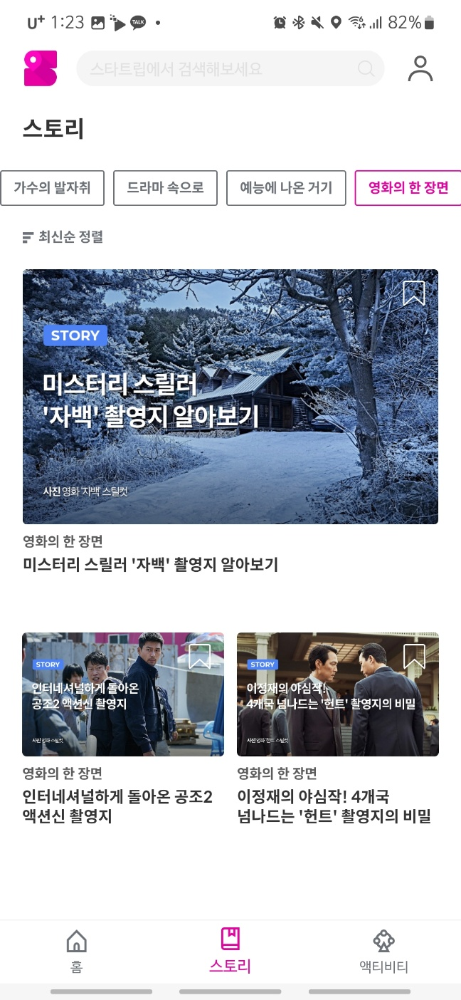 U+ 1:23 TALK 82%
스타트립에서 검색해보세요
스토리
가수의 발자취 드라마 속으로 예능에 나온 거기 영화의 한 장면
최신순 정렬
STORY
미스터리 스릴러
'자백' 촬영지 알아보기
사진 영화 '자백' 스틸컷
영화의 한 장면
미스터리 스릴러 '자백' 촬영지 알아보기
STORY
인터네셔널하게 돌아온
공조2 액션신 촬영지
사진 영화 스틸컷
영화의 한 장면
인터네셔널하게 돌아온 공조2
액션신 촬영지
STORY
이정재의 야심작!
4개국 넘나드는 '헌트' 촬영지의 비밀
사진 영화 '헌트' 스틸컷
영화의 한 장면
이정재의 야심작! 4개국
넘나드는 '헌트' 촬영지의 비밀
홈 스토리 액티비티